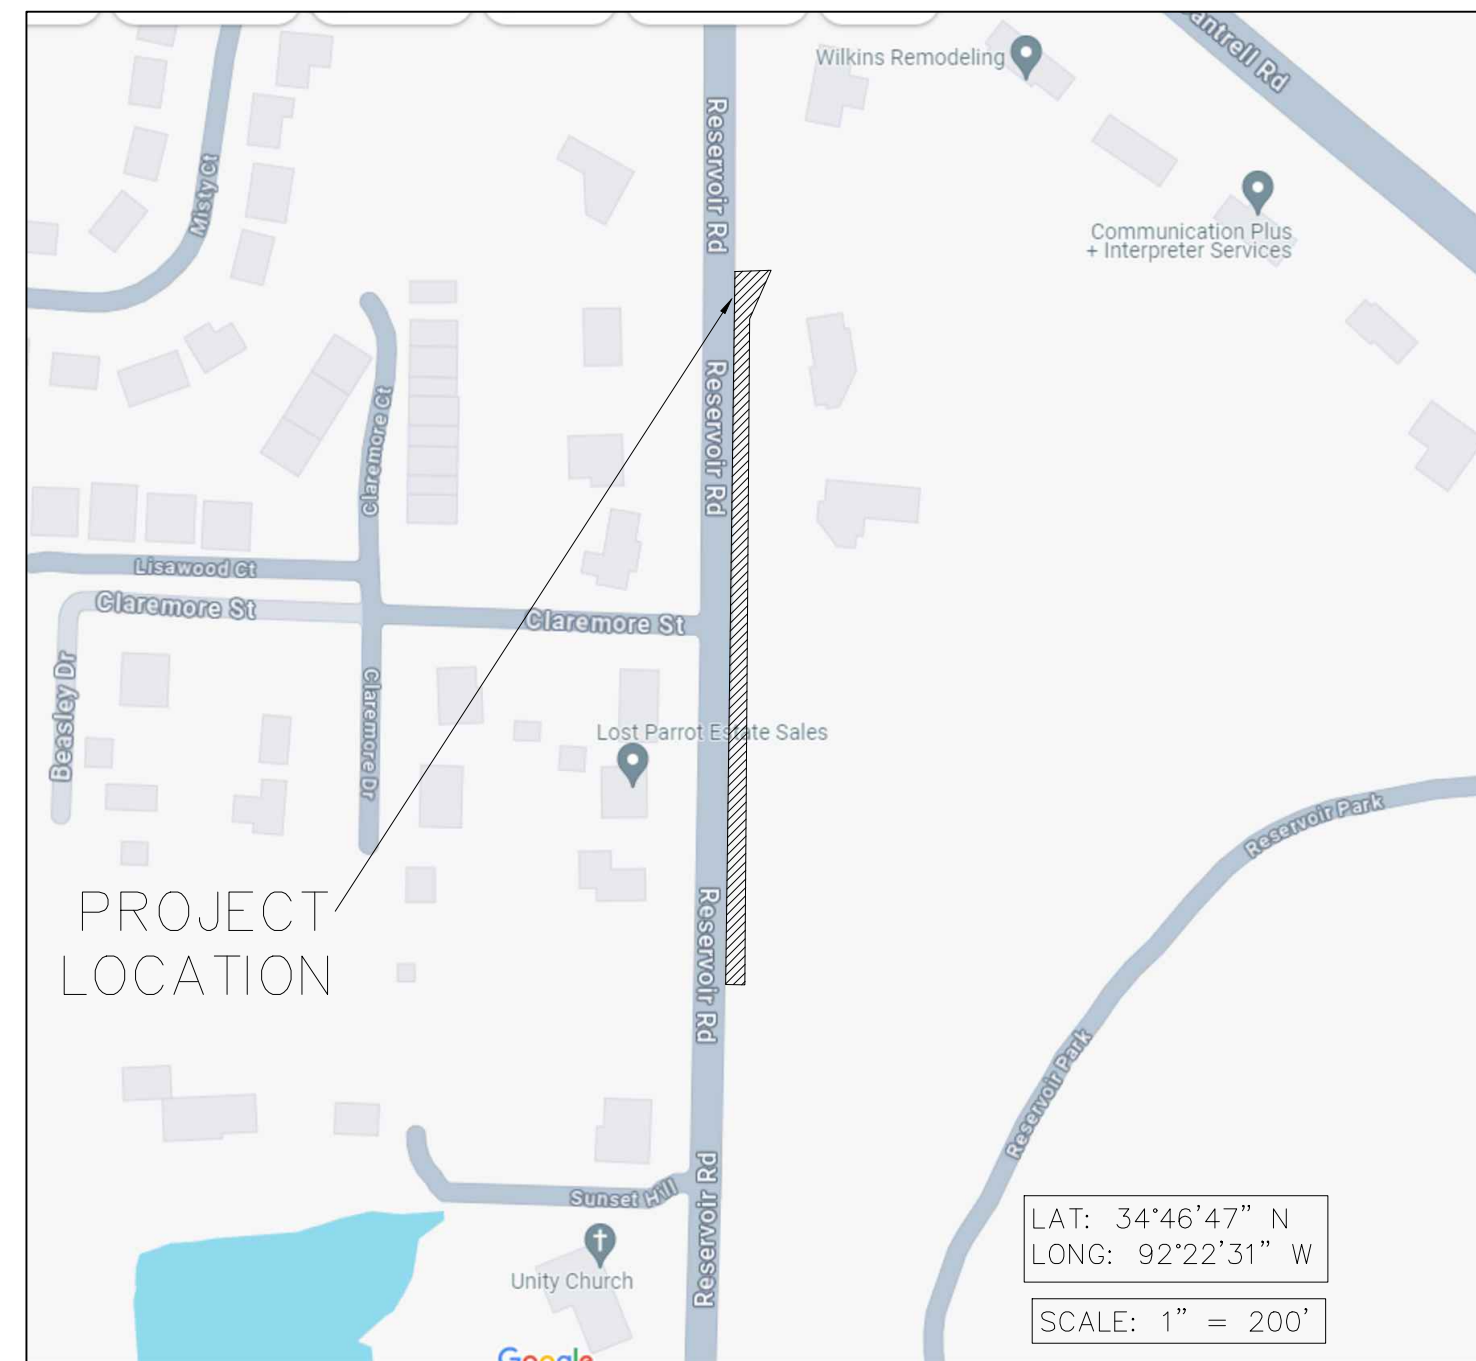 antrell Rd
Wilkins Remodeling
Reservoir Rd
Misty Ct
Communication Plus
+ Interpreter Services
Reservoir Rd
Claremore Ct
Lisawood Ct
Claremore St
Claremore St
Beasley Dr
Claremore Dr
Lost Parrot Estate Sales
Reservoir Park
PROJECT
LOCATION
Reservoir Rd
Reservoir Park
Reservoir Rd
Sunset Hill
Unity Church
LAT: 34°46’47” N
LONG: 92°22’31” W
SCALE: 1” = 200’
Google